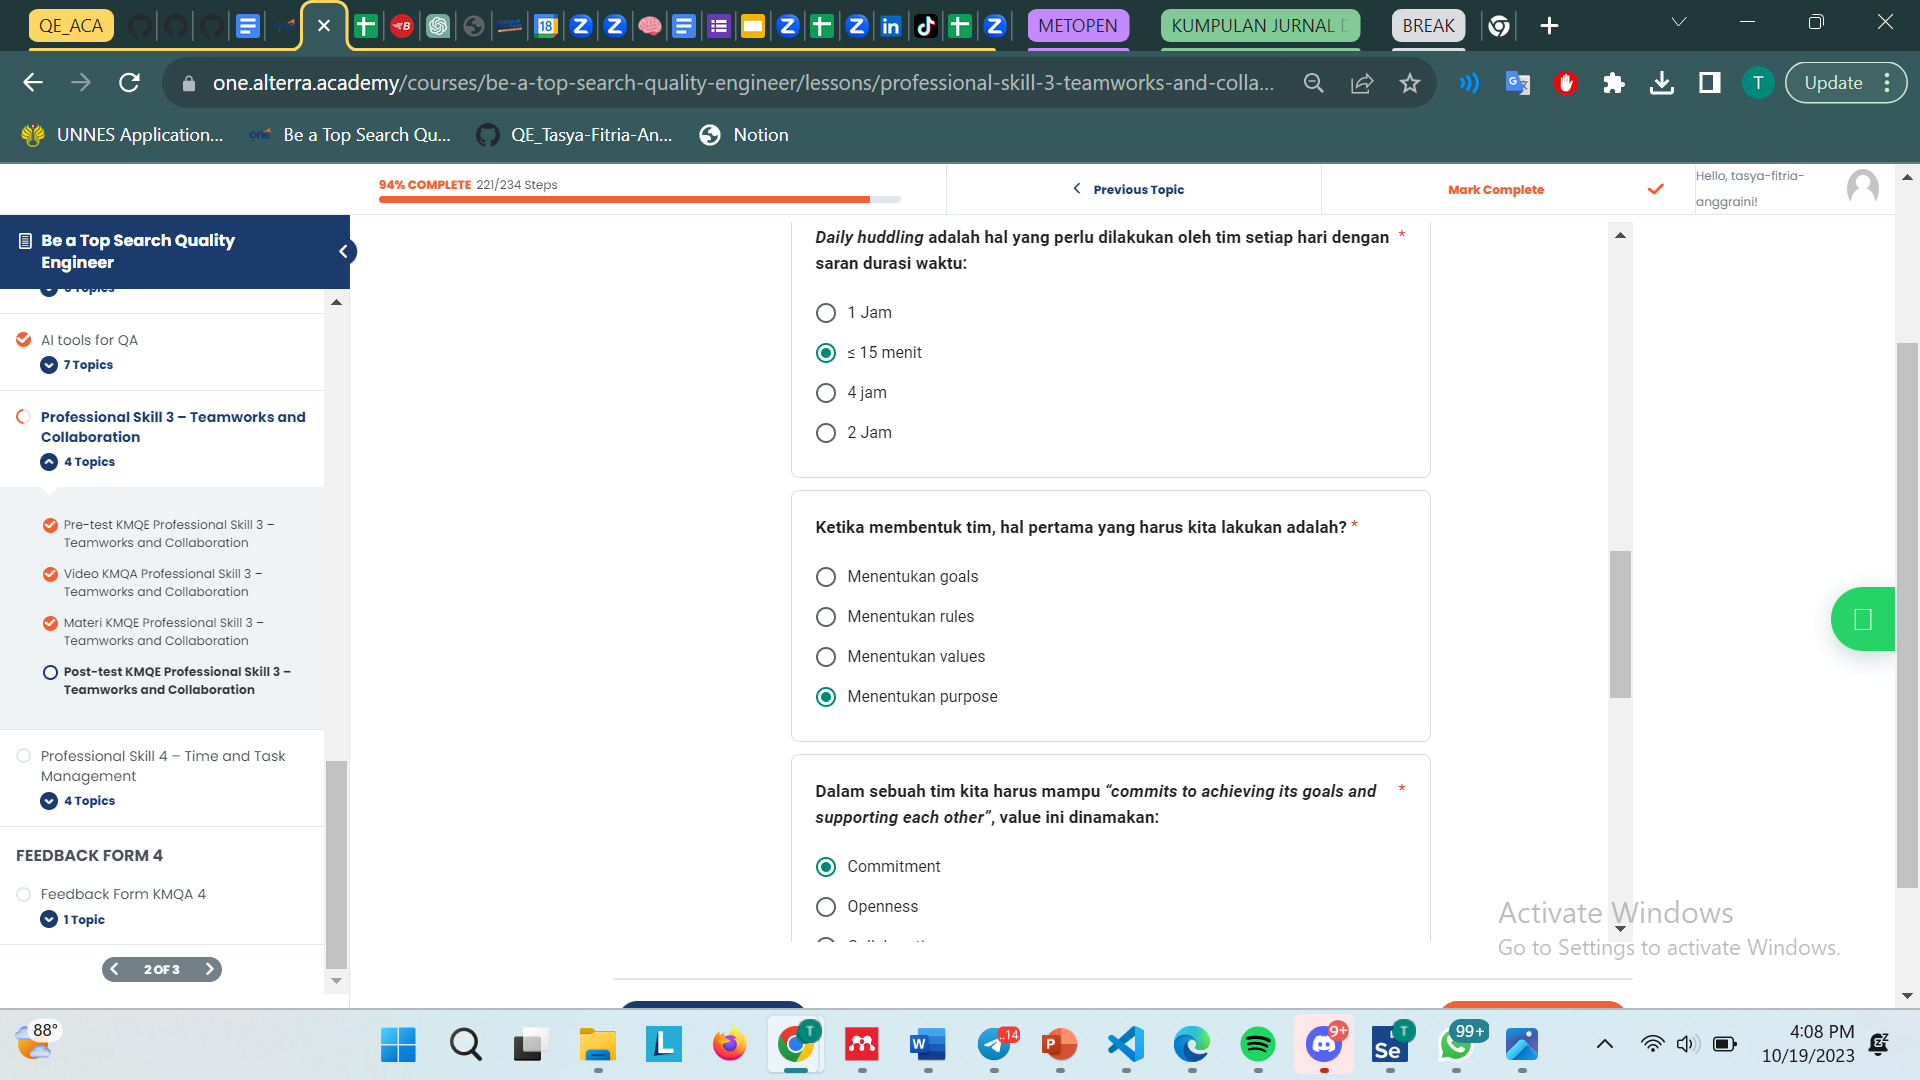 QE_ACA
METOPEN
KUMPULAN JURNAL
BREAK
one.alterra.academy/courses/be-a-top-search-quality-engineer/lessons/professional-skill-3-teamworks-and-colla...
T
Update
UNNES Application...
one
Be a Top Search Qu...
QE_Tasya-Fitria-An...
Notion
94% COMPLETE 221/234 Steps
Previous Topic
Mark Complete
Hello, tasya-fitria-
anggraini!
Be a Top Search Quality
Engineer
AI tools for QA
7 Topics
Professional Skill 3 – Teamworks and
Collaboration
4 Topics
Pre-test KMQE Professional Skill 3 –
Teamworks and Collaboration
Video KMQA Professional Skill 3 –
Teamworks and Collaboration
Materi KMQE Professional Skill 3 –
Teamworks and Collaboration
Post-test KMQE Professional Skill 3 –
Teamworks and Collaboration
Professional Skill 4 – Time and Task
Management
4 Topics
FEEDBACK FORM 4
Feedback Form KMQA 4
1 Topic
2 OF 3
Daily huddling adalah hal yang perlu dilakukan oleh tim setiap hari dengan *
saran durasi waktu:
1 Jam
≤ 15 menit
4 jam
2 Jam
Ketika membentuk tim, hal pertama yang harus kita lakukan adalah? *
Menentukan goals
Menentukan rules
Menentukan values
Menentukan purpose
Dalam sebuah tim kita harus mampu “commits to achieving its goals and *
supporting each other”, value ini dinamakan:
Commitment
Openness
Activate Windows
Go to Settings to activate Windows.
88°
14
9+
99+
4:08 PM
10/19/2023